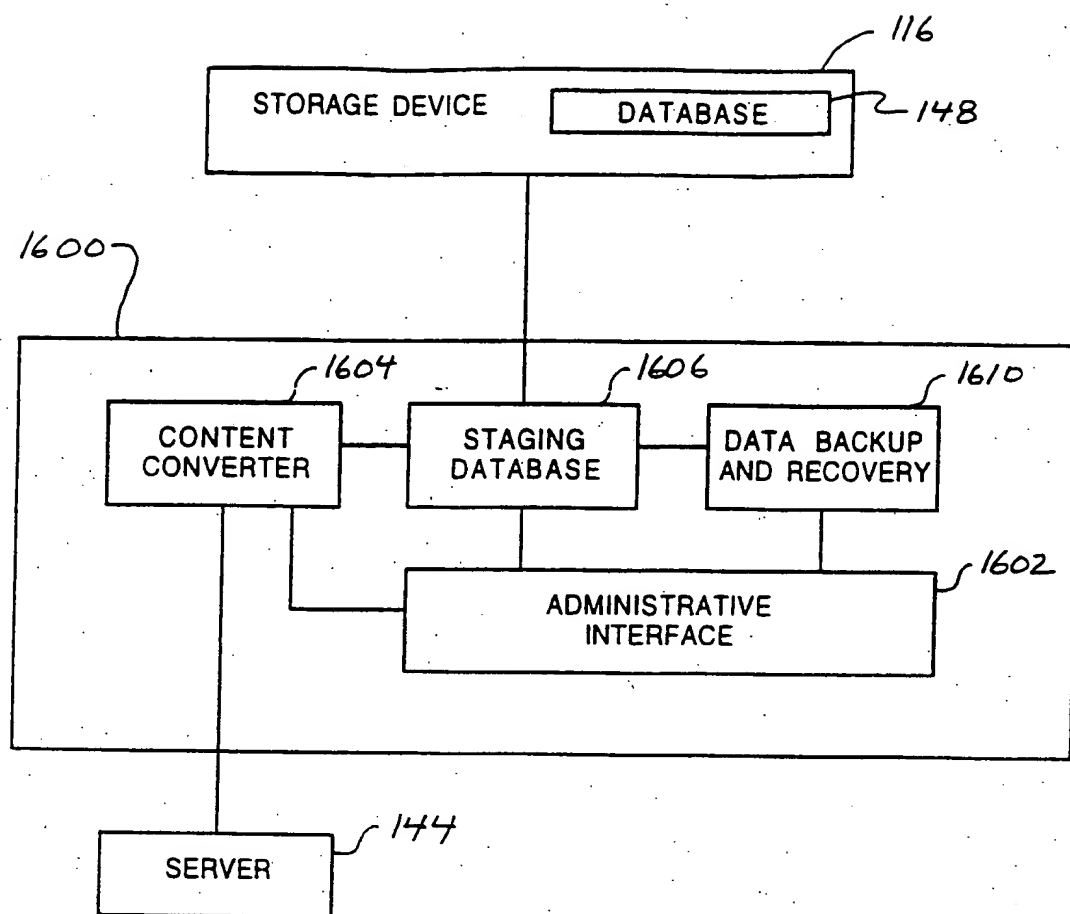 116
STORAGE DEVICE
DATABASE
148
1600
1604
1606
1610
CONTENT
CONVERTER
STAGING
DATABASE
DATA BACKUP
AND RECOVERY
1602
ADMINISTRATIVE
INTERFACE
144
SERVER